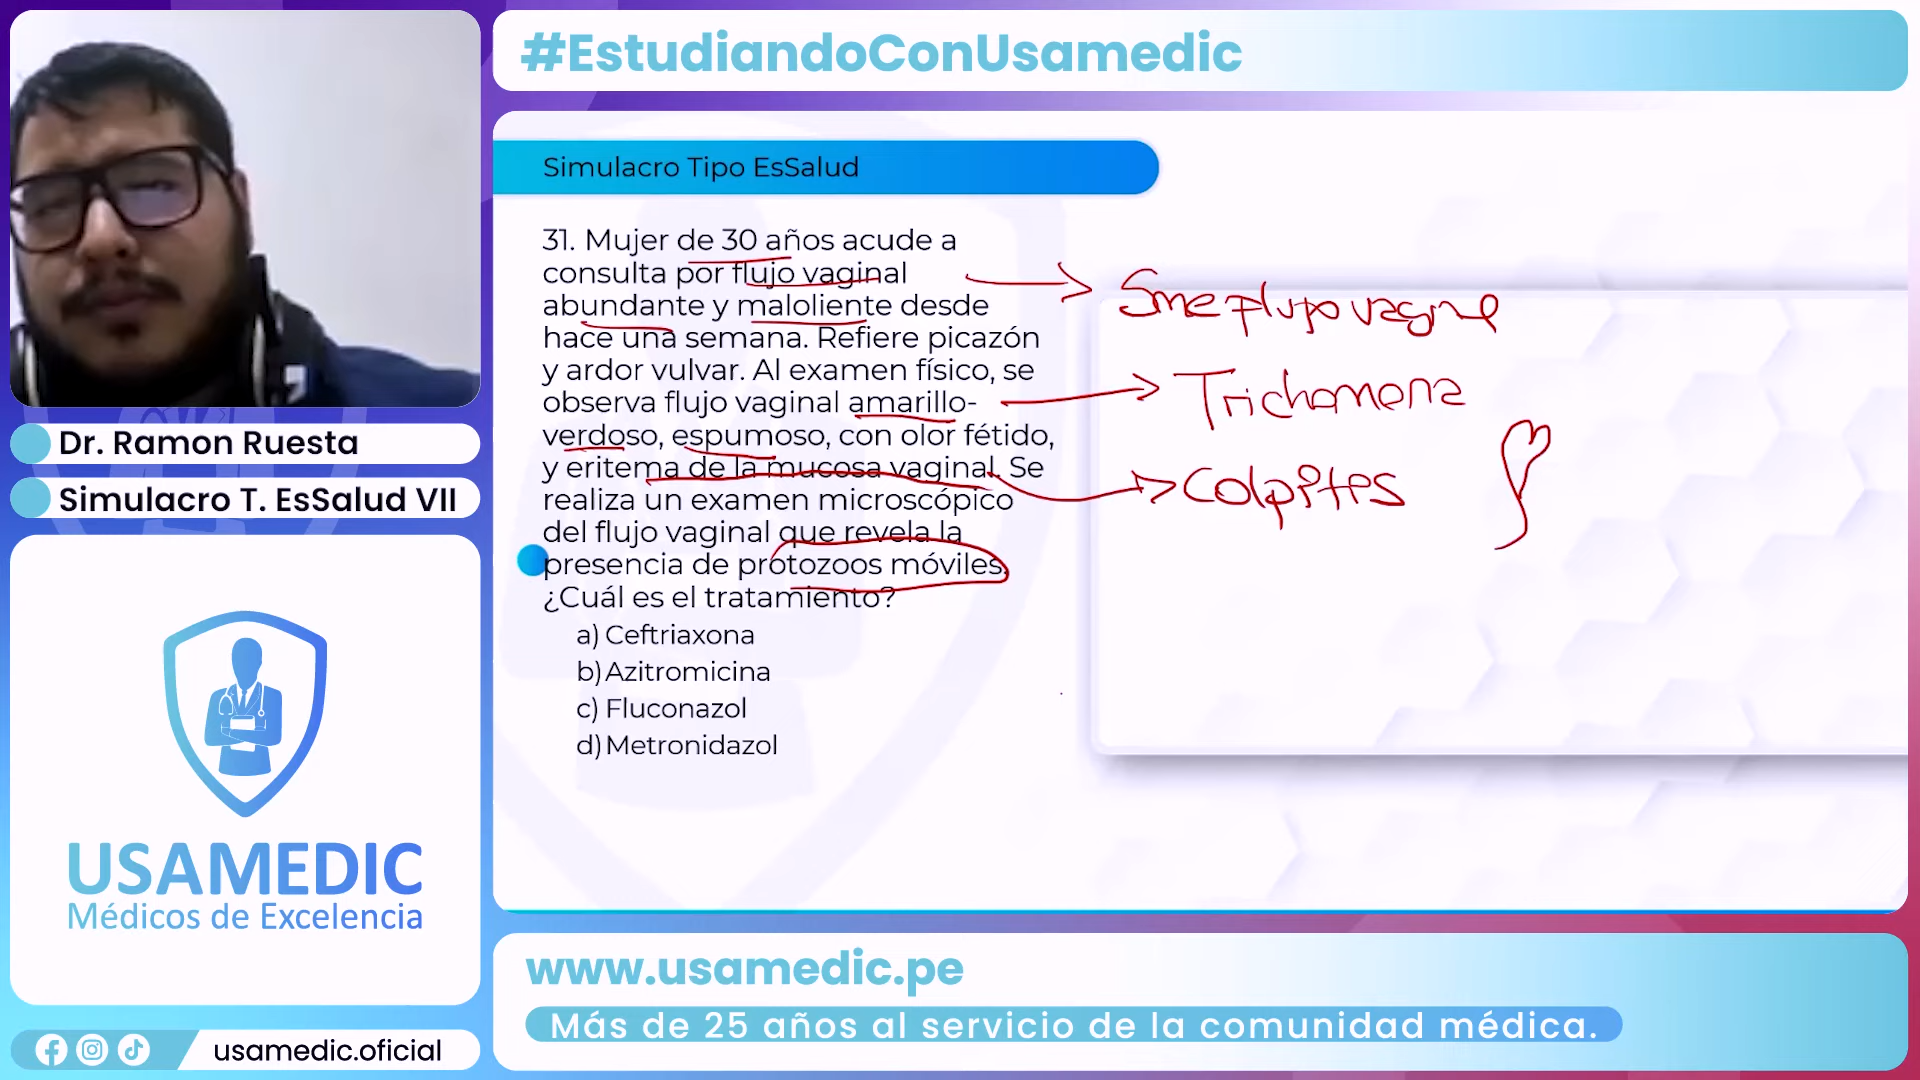 #EstudiandoConUsamedic
Simulacro Tipo EsSalud
31. Mujer de 30 años acude a
consulta por flujo vaginal
abundante y maloliente desde
hace una semana. Refiere picazón
y ardor vulvar. Al examen físico, se
observa flujo vaginal amarillo-
verdoso, espumoso, con olor fétido,
y eritema de la mucosa vaginal. Se
realiza un examen microscópico
del flujo vaginal que revela la
presencia de protozoos móviles.
¿Cuál es el tratamiento?
a) Ceftriaxona
b) Azitromicina
c) Fluconazol
d) Metronidazol
Sme flujo
Colpitis
Dr. Ramon Ruesta
Simulacro T. EsSalud VII
USAMEDIC
Médicos de Excelencia
usamedic.oficial
www.usamedic.pe
Más de 25 años al servicio de la comunidad médica.